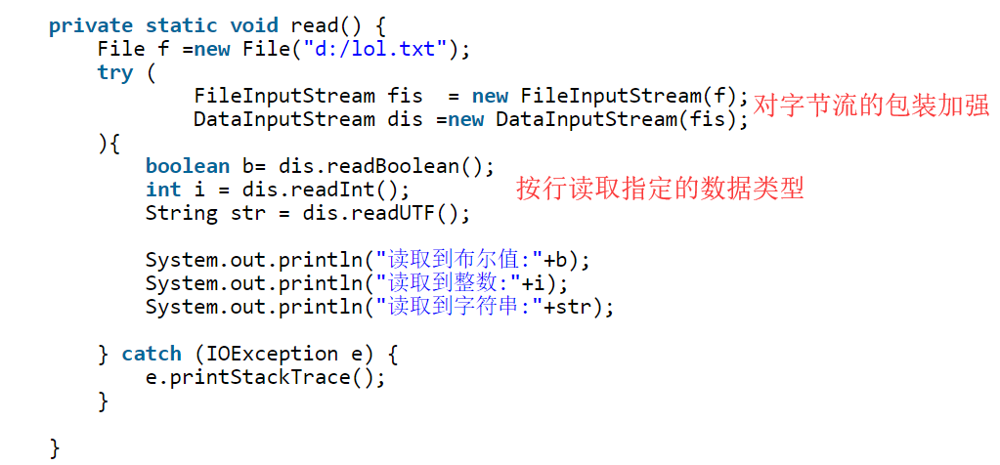 private static void read() {
File f =new File("d:/lol.txt");
try (
FileInputStream fis  = new FileInputStream(f);
对字节流的包装加强
DataInputStream dis =new DataInputStream(fis);
){
boolean b= dis.readBoolean();
int i = dis.readInt();
按行读取指定的数据类型
String str = dis.readUTF();
System.out.println("读取到布尔值:"+b);
System.out.println("读取到整数:"+i);
System.out.println("读取到字符串:"+str);
} catch (IOException e) {
e.printStackTrace();
}
}